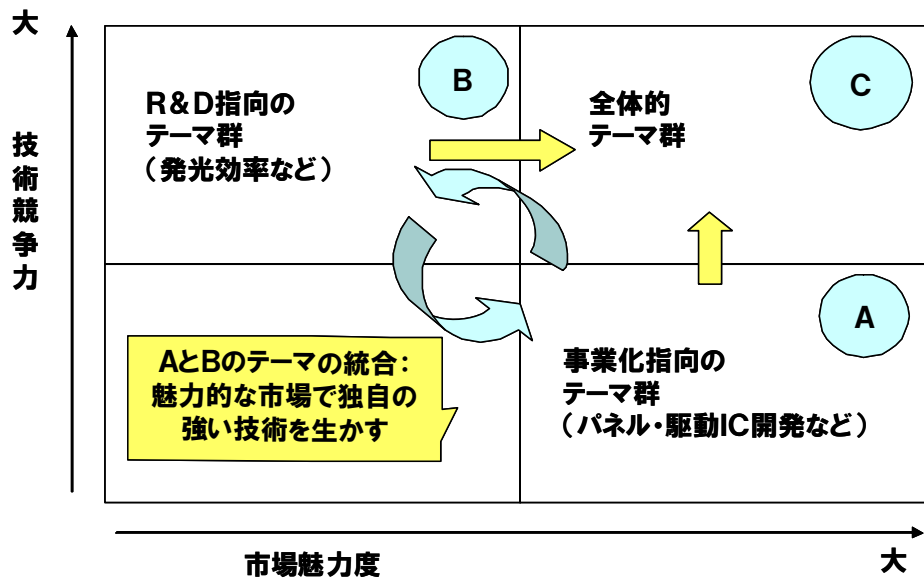 大
技術競争力
R&D指向の
テーマ群
(発光効率など)
B
全体的
テーマ群
C
AとBのテーマの統合:
魅力的な市場で独自の
強い技術を生かす
事業化指向の
テーマ群
(パネル・駆動IC開発など)
A
市場魅力度
大